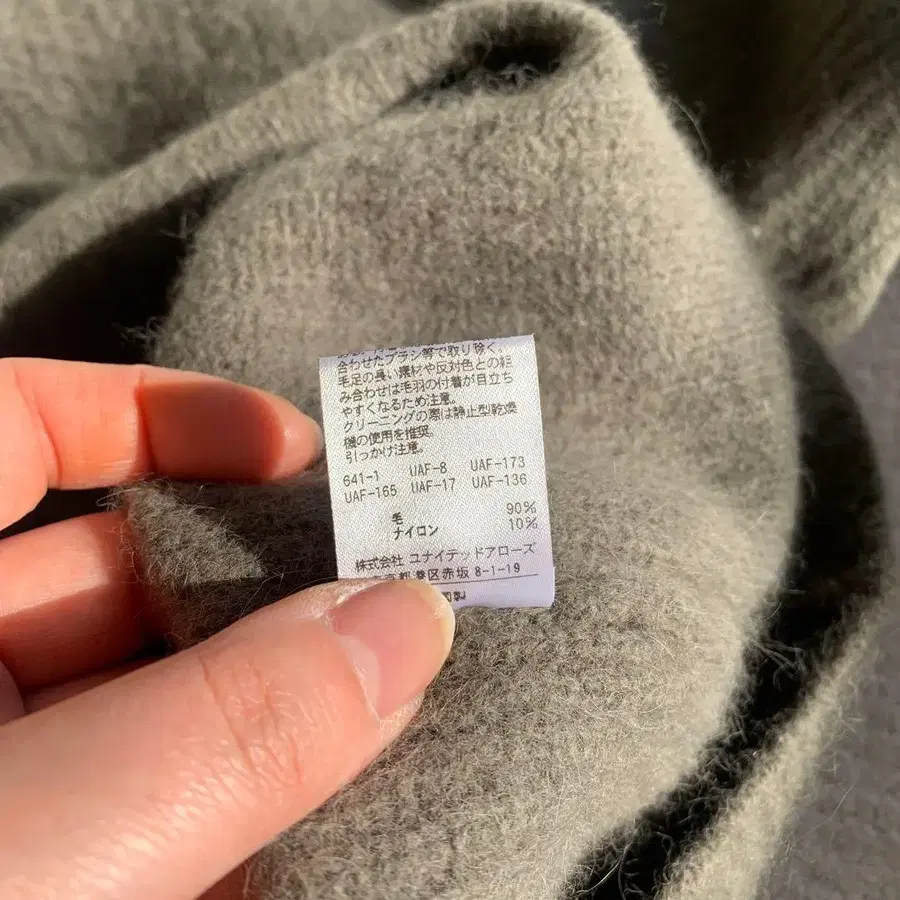 合わせたブラシ等で取り除く。
毛足の長い素材や反対色との組
み合わせは毛羽の付着が目立ち
やすくなるため注意。
クリーニングの際は静止型乾燥
機の使用を推奨。
引っかけ注意。
641-1 UAF-8 UAF-173
UAF-165 UAF-17 UAF-136
毛 90%
ナイロン 10%
株式会社 ユナイテッドアローズ
京都港区赤坂 8-1-19
製